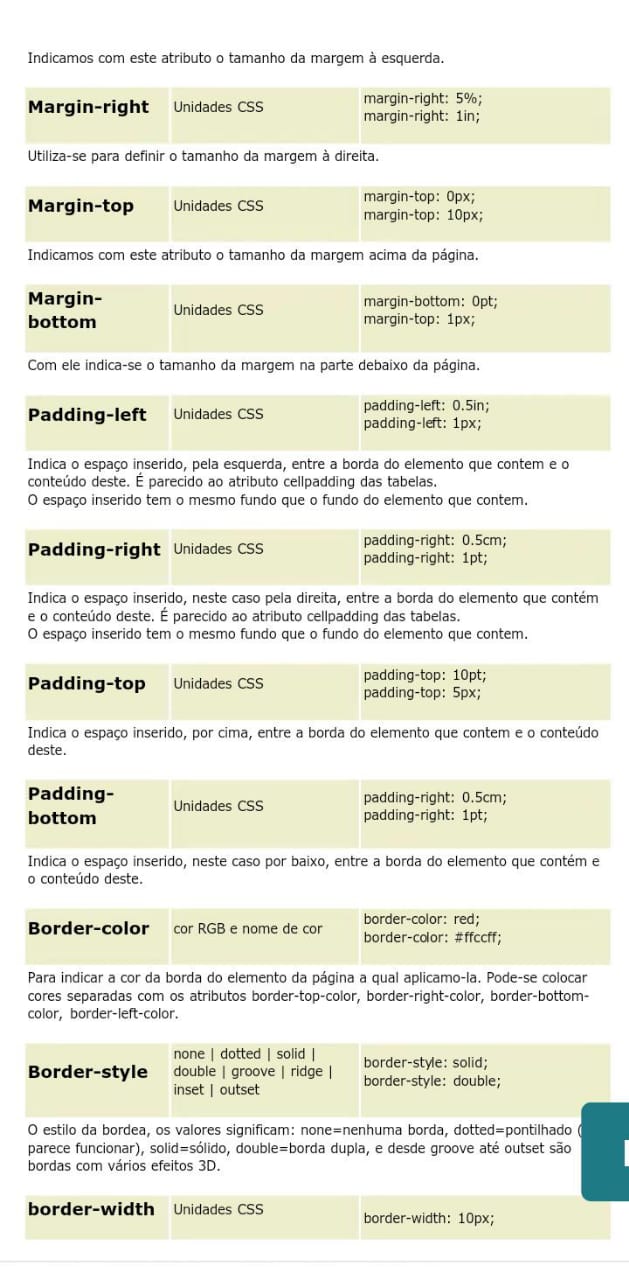 Indicamos com este atributo o tamanho da margem à esquerda.
Margin-right
Unidades CSS
margin-right: 5%;
margin-right: 1in;
Utiliza-se para definir o tamanho da margem à direita.
Margin-top
Unidades CSS
margin-top: 0px;
margin-top: 10px;
Indicamos com este atributo o tamanho da margem acima da página.
Margin-
bottom
Unidades CSS
margin-bottom: 0pt;
margin-top: 1px;
Com ele indica-se o tamanho da margem na parte debaixo da página.
Padding-left
Unidades CSS
padding-left: 0.5in;
padding-left: 1px;
Indica o espaço inserido, pela esquerda, entre a borda do elemento que contem e o
conteúdo deste. É parecido ao atributo cellpadding das tabelas.
O espaço inserido tem o mesmo fundo que o fundo do elemento que contem.
Padding-right
Unidades CSS
padding-right: 0.5cm;
padding-right: 1pt;
Indica o espaço inserido, neste caso pela direita, entre a borda do elemento que contém
e o conteúdo deste. É parecido ao atributo cellpadding das tabelas.
O espaço inserido tem o mesmo fundo que o fundo do elemento que contem.
Padding-top
Unidades CSS
padding-top: 10pt;
padding-top: 5px;
Indica o espaço inserido, por cima, entre a borda do elemento que contem e o conteúdo
deste.
Padding-
bottom
Unidades CSS
padding-right: 0.5cm;
padding-right: 1pt;
Indica o espaço inserido, neste caso por baixo, entre a borda do elemento que contém e
o conteúdo deste.
Border-color
cor RGB e nome de cor
border-color: red;
border-color: #ffccff;
Para indicar a cor da borda do elemento da página a qual aplicamo-la. Pode-se colocar
cores separadas com os atributos border-top-color, border-right-color, border-bottom-
color, border-left-color.
Border-style
none | dotted | solid |
double | groove | ridge |
inset | outset
border-style: solid;
border-style: double;
O estilo da bordea, os valores significam: none=nenhuma borda, dotted=pontilhado (
parece funcionar), solid=sólido, double=borda dupla, e desde groove até outset são
bordas com vários efeitos 3D.
border-width
Unidades CSS
border-width: 10px;